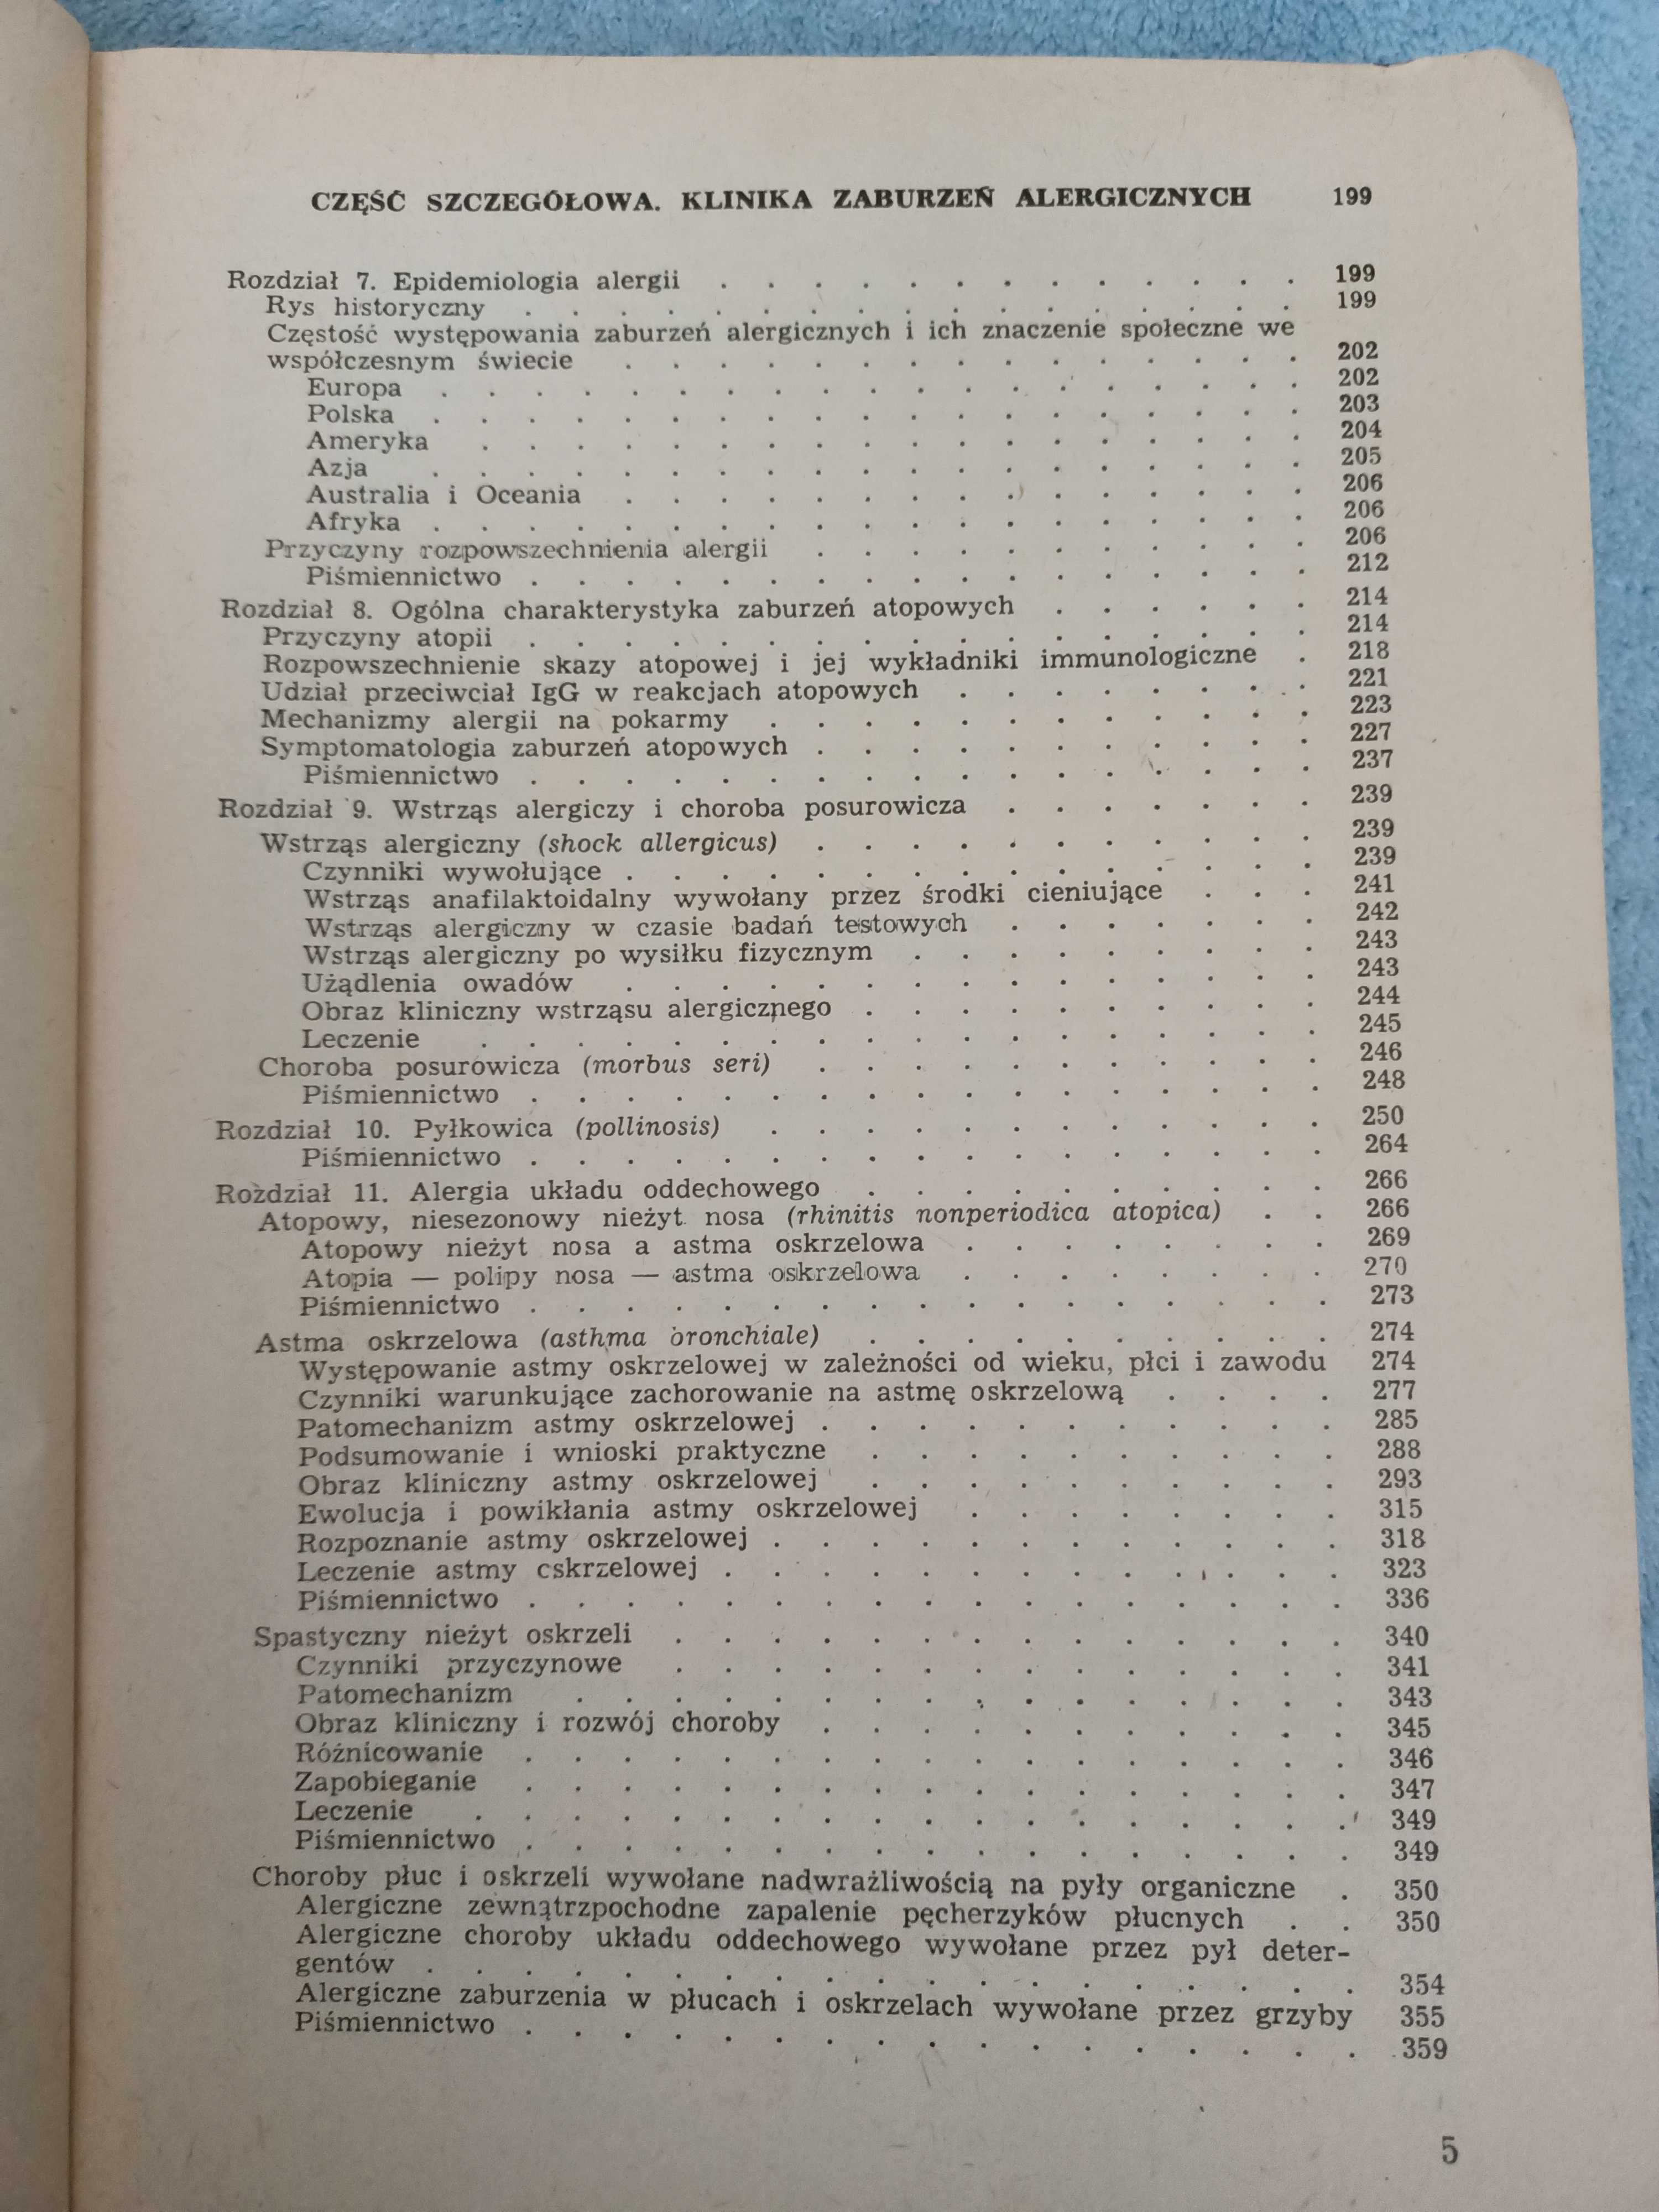 CZĘŚĆ SZCZEGÓŁOWA. KLINIKA ZABURZEŃ ALERGICZNYCH 199
Rozdział 7. Epidemiologia alergii . . . . . . . . . . . . . 199
Rys historyczny . . . . . . . . . . . . . . . . . 199
Częstość występowania zaburzeń alergicznych i ich znaczenie społeczne we
współczesnym świecie . . . . . . . . . . . . . . . 202
Europa . . . . . . . . . . . . . . . . . . . 202
Polska . . . . . . . . . . . . . . . . . . . 203
Ameryka . . . . . . . . . . . . . . . . . . 204
Azja . . . . . . . . . . . . . . . . . . . 205
Australia i Oceania . . . . . . . . . . . . . . . 206
Afryka . . . . . . . . . . . . . . . . . . . 206
Przyczyny rozpowszechnienia alergii . . . . . . . . . . . 206
Piśmiennictwo . . . . . . . . . . . . . . . . . 212
Rozdział 8. Ogólna charakterystyka zaburzeń atopowych . . . . . . 214
Przyczyny atopii . . . . . . . . . . . . . . . . . 214
Rozpowszechnienie skazy atopowej i jej wykładniki immunologiczne . 218
Udział przeciwciał IgG w reakcjach atopowych . . . . . . . . 221
Mechanizmy alergii na pokarmy . . . . . . . . . . . . 223
Symptomatologia zaburzeń atopowych . . . . . . . . . . . 227
Piśmiennictwo . . . . . . . . . . . . . . . . . 237
Rozdział 9. Wstrząs alergiczy i choroba posurowicza . . . . . . . 239
Wstrząs alergiczny (shock allergicus) . . . . . . . . . . . 239
Czynniki wywołujące . . . . . . . . . . . . . . . 239
Wstrząs anafilaktoidalny wywołany przez środki cieniujące . . . 241
Wstrząs alergiczny w czasie badań testowych . . . . . . . 242
Wstrząs alergiczny po wysiłku fizycznym . . . . . . . . . 243
Użądlenia owadów . . . . . . . . . . . . . . . 243
Obraz kliniczny wstrząsu alergicznego . . . . . . . . . . 244
Leczenie . . . . . . . . . . . . . . . . . . 245
Choroba posurowicza (morbus seri) . . . . . . . . . . . 246
Piśmiennictwo . . . . . . . . . . . . . . . . . 248
Rozdział 10. Pyłkowica (pollinosis) . . . . . . . . . . . . 250
Piśmiennictwo . . . . . . . . . . . . . . . . . 264
Rozdział 11. Alergia układu oddechowego . . . . . . . . . . 266
Atopowy, niesezonowy nieżyt nosa (rhinitis nonperiodica atopica) . . 266
Atopowy nieżyt nosa a astma oskrzelowa . . . . . . . . 269
Atopia — polipy nosa — astma oskrzelowa . . . . . . . . 270
Piśmiennictwo . . . . . . . . . . . . . . . . . 273
Astma oskrzelowa (asthma bronchiale) . . . . . . . . . . 274
Występowanie astmy oskrzelowej w zależności od wieku, płci i zawodu 274
Czynniki warunkujące zachorowanie na astmę oskrzelową . . . . 277
Patomechanizm astmy oskrzelowej . . . . . . . . . . . 285
Podsumowanie i wnioski praktyczne . . . . . . . . . . 288
Obraz kliniczny astmy oskrzelowej . . . . . . . . . . 293
Ewolucja i powikłania astmy oskrzelowej . . . . . . . . 315
Rozpoznanie astmy oskrzelowej . . . . . . . . . . . . 318
Leczenie astmy cskrzelowej . . . . . . . . . . . . . 323
Piśmiennictwo . . . . . . . . . . . . . . . . . 336
Spastyczny nieżyt oskrzeli . . . . . . . . . . . . . . 340
Czynniki przyczynowe . . . . . . . . . . . . . . 341
Patomechanizm . . . . . . . . . . . . . . . . 343
Obraz kliniczny i rozwój choroby . . . . . . . . . . . 345
Różnicowanie . . . . . . . . . . . . . . . . . 346
Zapobieganie . . . . . . . . . . . . . . . . . 347
Leczenie . . . . . . . . . . . . . . . . . . 349
Piśmiennictwo . . . . . . . . . . . . . . . . . 349
Choroby płuc i oskrzeli wywołane nadwrażliwością na pyły organiczne . 350
Alergiczne zewnątrzpochodne zapalenie pęcherzyków płucnych . . 350
Alergiczne choroby układu oddechowego wywołane przez pył deter-
gentów . . . . . . . . . . . . . . . . . . . 354
Alergiczne zaburzenia w płucach i oskrzelach wywołane przez grzyby 355
Piśmiennictwo . . . . . . . . . . . . . . . . . 359
5